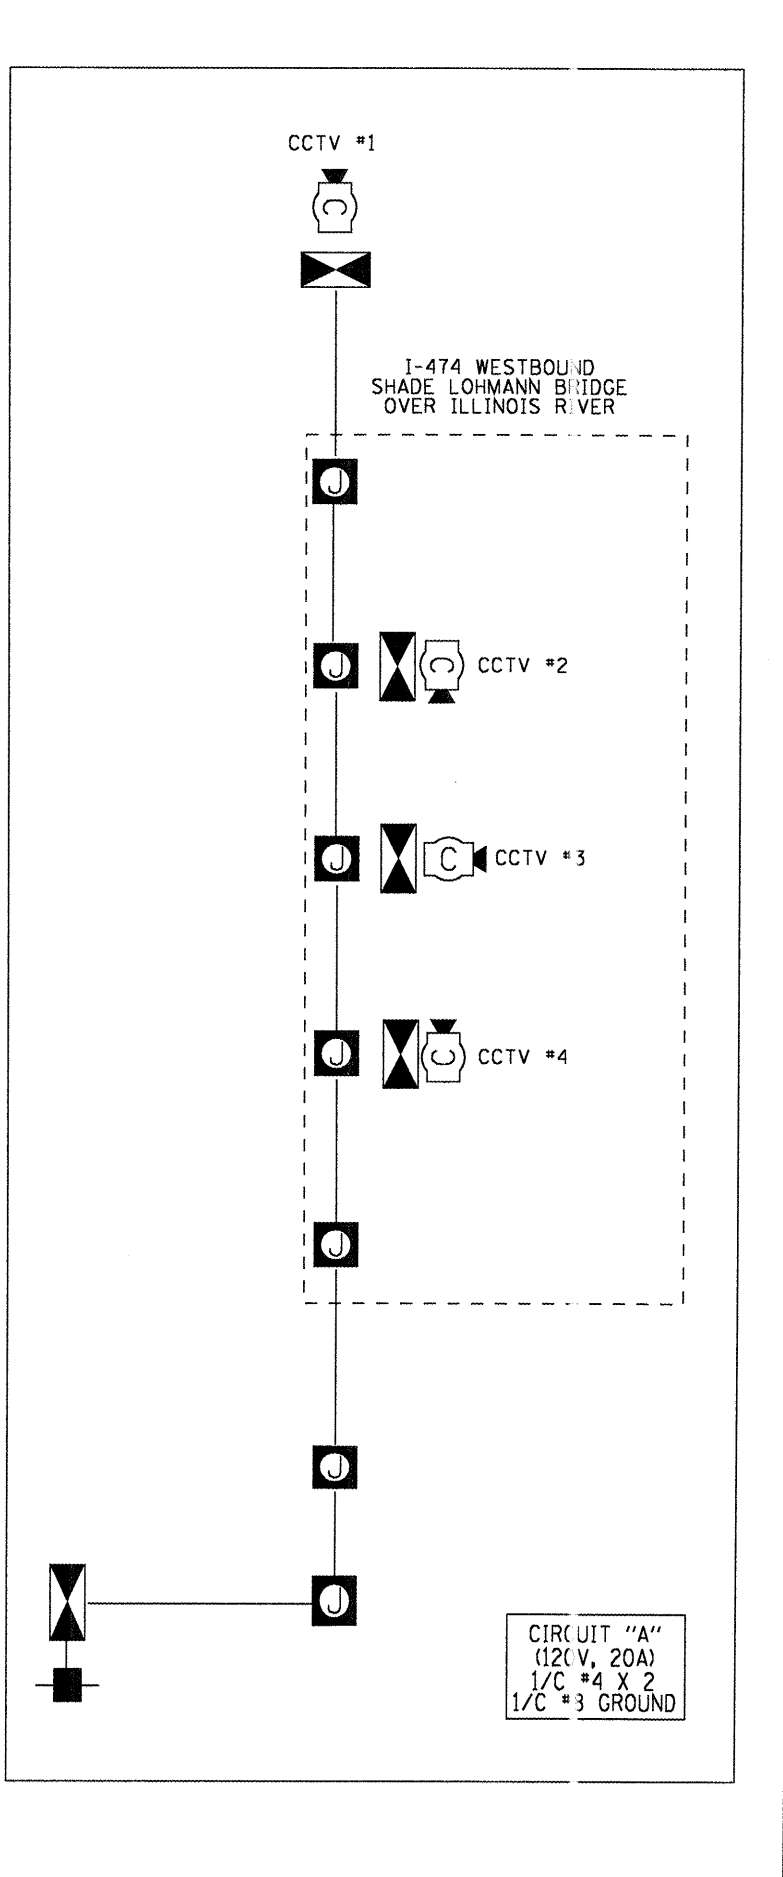 CCTV #1
C
I-474 WESTBOUND
SHADE LOHMANN BRIDGE
OVER ILLINOIS RIVER
J
J
C
CCTV #2
J
C
CCTV #3
J
C
CCTV #4
J
J
J
CIRCUIT "A"
(120V, 20A)
1/C #4 X 2
1/C GROUND